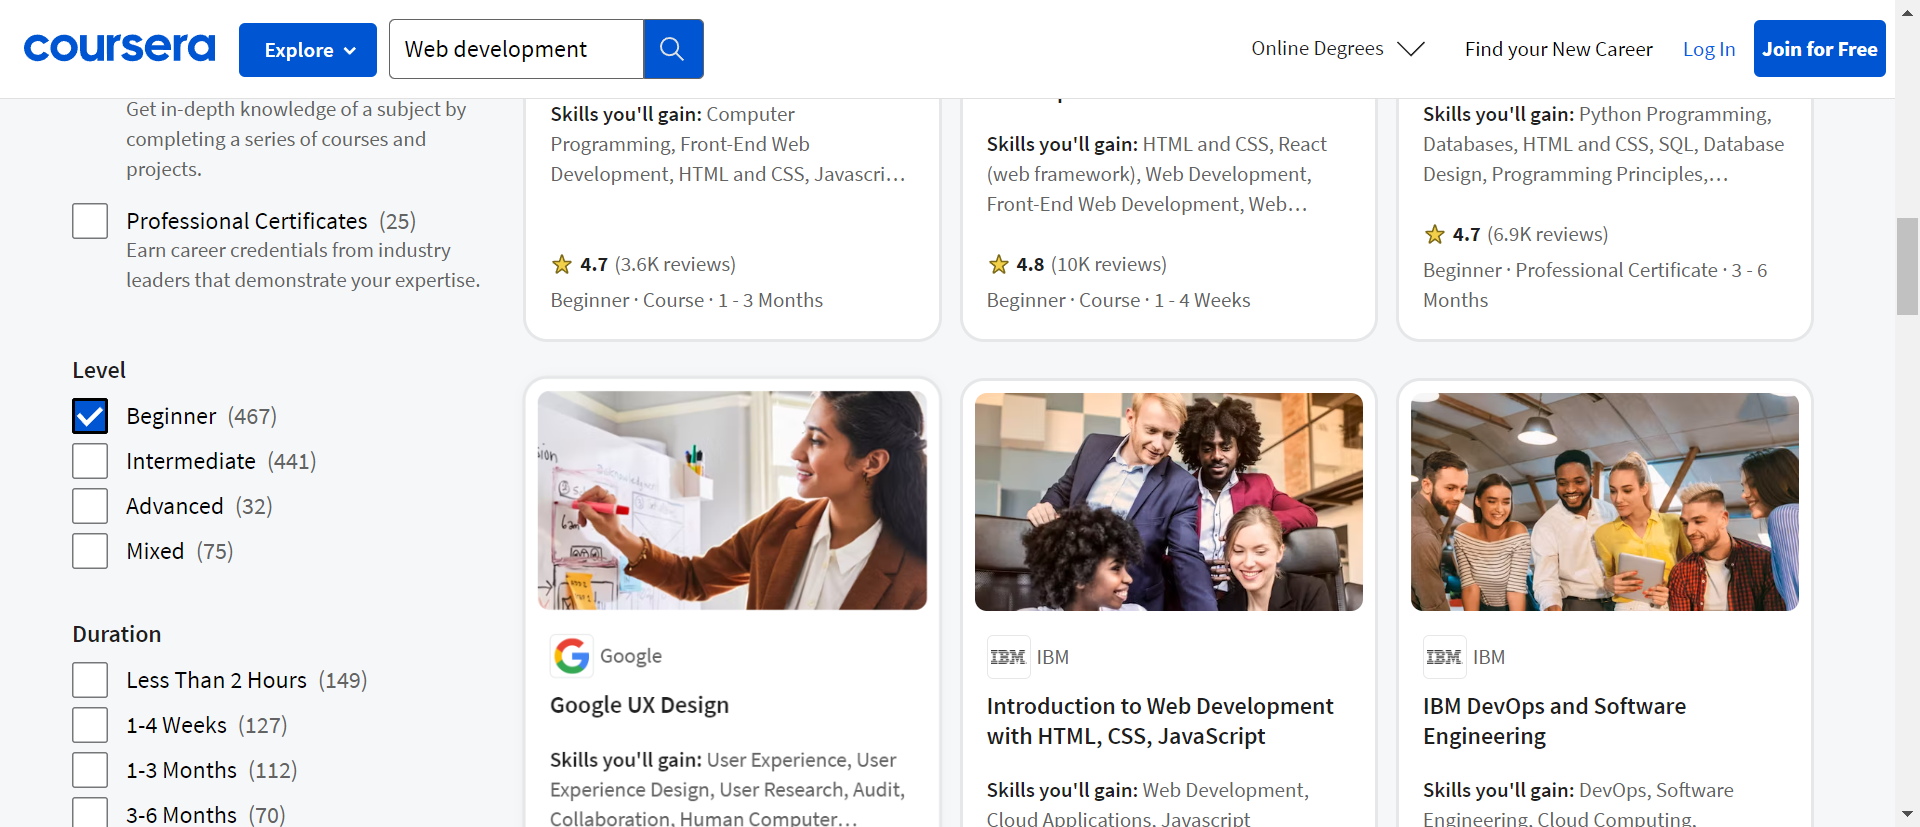 coursera
Explore
Web development
Online Degrees
Find your New Career
Log In
Join for Free
Get in-depth knowledge of a subject by
completing a series of courses and
projects.
Professional Certificates (25)
Earn career credentials from industry
leaders that demonstrate your expertise.
Level
Beginner (467)
Intermediate (441)
Advanced (32)
Mixed (75)
Duration
Less Than 2 Hours (149)
1-4 Weeks (127)
1-3 Months (112)
3-6 Months (70)
Skills you'll gain: Computer
Programming, Front-End Web
Development, HTML and CSS, Javascri...
4.7 (3.6K reviews)
Beginner · Course · 1 - 3 Months
Skills you'll gain: HTML and CSS, React
(web framework), Web Development,
Front-End Web Development, Web...
4.8 (10K reviews)
Beginner · Course · 1 - 4 Weeks
Skills you'll gain: Python Programming,
Databases, HTML and CSS, SQL, Database
Design, Programming Principles,...
4.7 (6.9K reviews)
Beginner · Professional Certificate · 3 - 6
Months
Google
Google UX Design
Skills you'll gain: User Experience, User
Experience Design, User Research, Audit,
Collaboration, Human Computer...
IBM IBM
Introduction to Web Development
with HTML, CSS, JavaScript
Skills you'll gain: Web Development,
Cloud Applications, Javascript
IBM IBM
IBM DevOps and Software
Engineering
Skills you'll gain: DevOps, Software
Engineering, Cloud Computing,